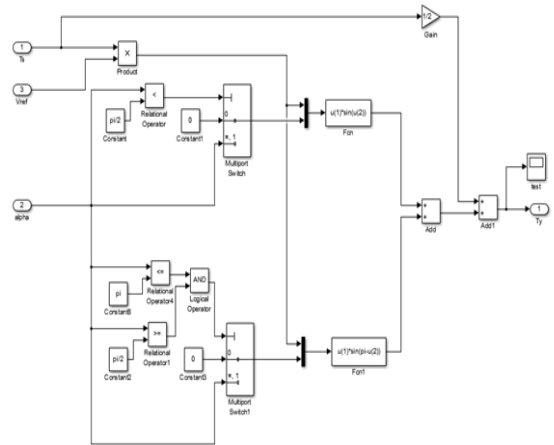 1/2
Gain
1
Ts
×
Product
3
Vref
<
pi/2
Relational
Operator
Constant
0
Constant1
0
*, 1
Multiport
Switch
u(1)*sin(u(2))
Fcn
test
2
alpha
+
+
Add
+
+
Add1
1
Ty
<=
pi
Relational
Operator4
Constant8
AND
Logical
Operator
>=
pi/2
Relational
Operator1
Constant2
0
Constant3
0
*, 1
Multiport
Switch1
u(1)*sin(pi-u(2))
Fcn1